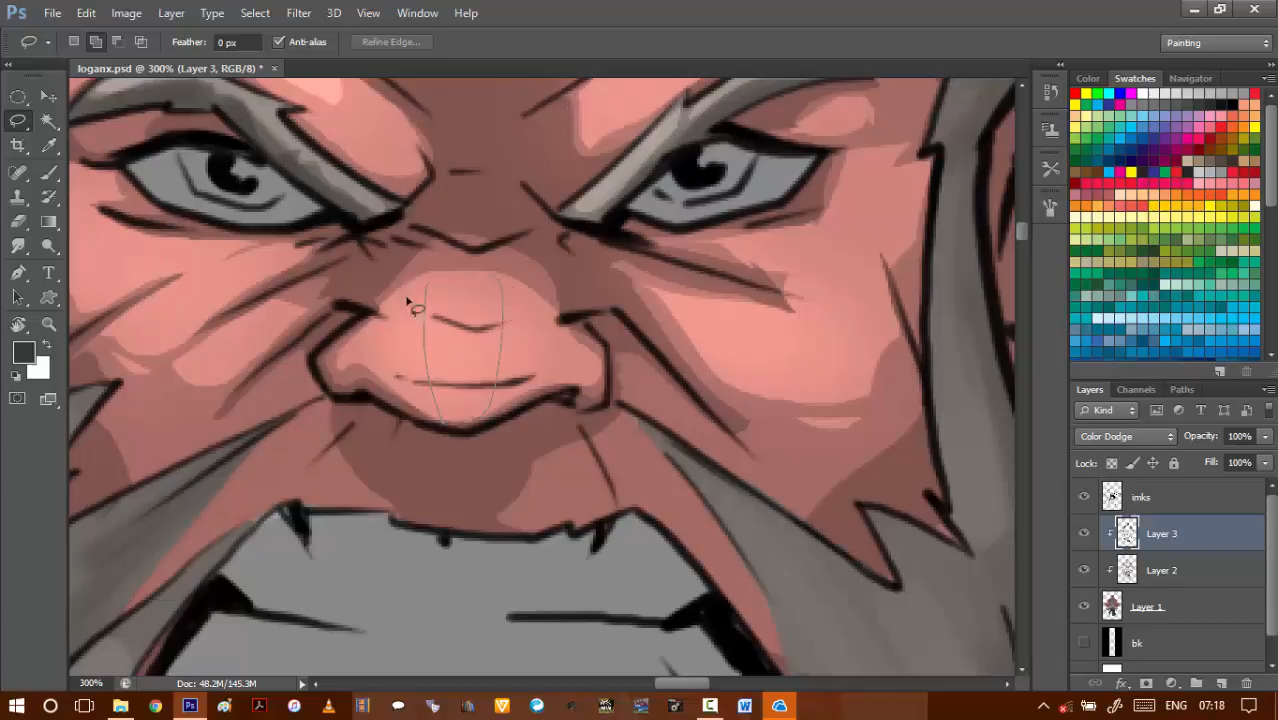 Ps File Edit Image Layer Type Select Filter 3D View Window Help
Feather: 0 px Anti-alias Refine Edge... Painting
loganx.psd @ 300% (Layer 3, RGB/8) * ×
Color Swatches Navigator
Layers Channels Paths
Kind
Color Dodge Opacity: 100%
Lock: Fill: 100%
imks
Layer 3
Layer 2
Layer 1
bk
fx
300% Doc: 48.2M/145.3M
Ps W ENG 07:18